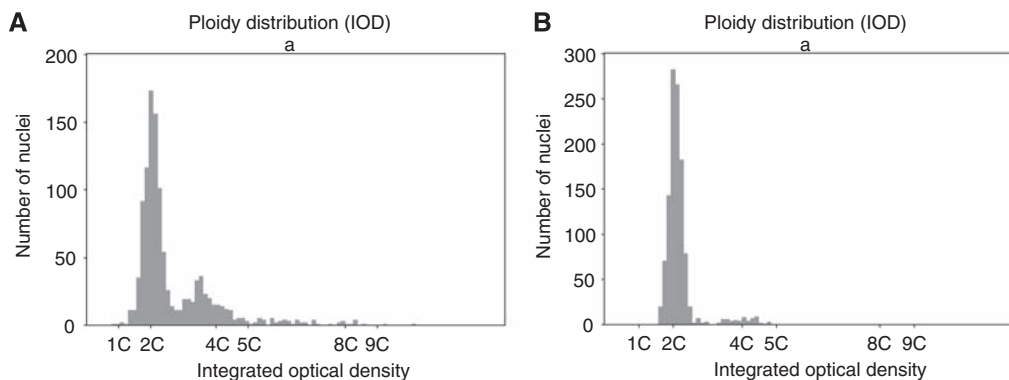 A
Ploidy distribution (IOD)
a
200
150
100
50
0
Number of nuclei
1C 2C 4C 5C 8C 9C
Integrated optical density
B
Ploidy distribution (IOD)
a
300
250
200
150
100
50
0
Number of nuclei
1C 2C 4C 5C 8C 9C
Integrated optical density